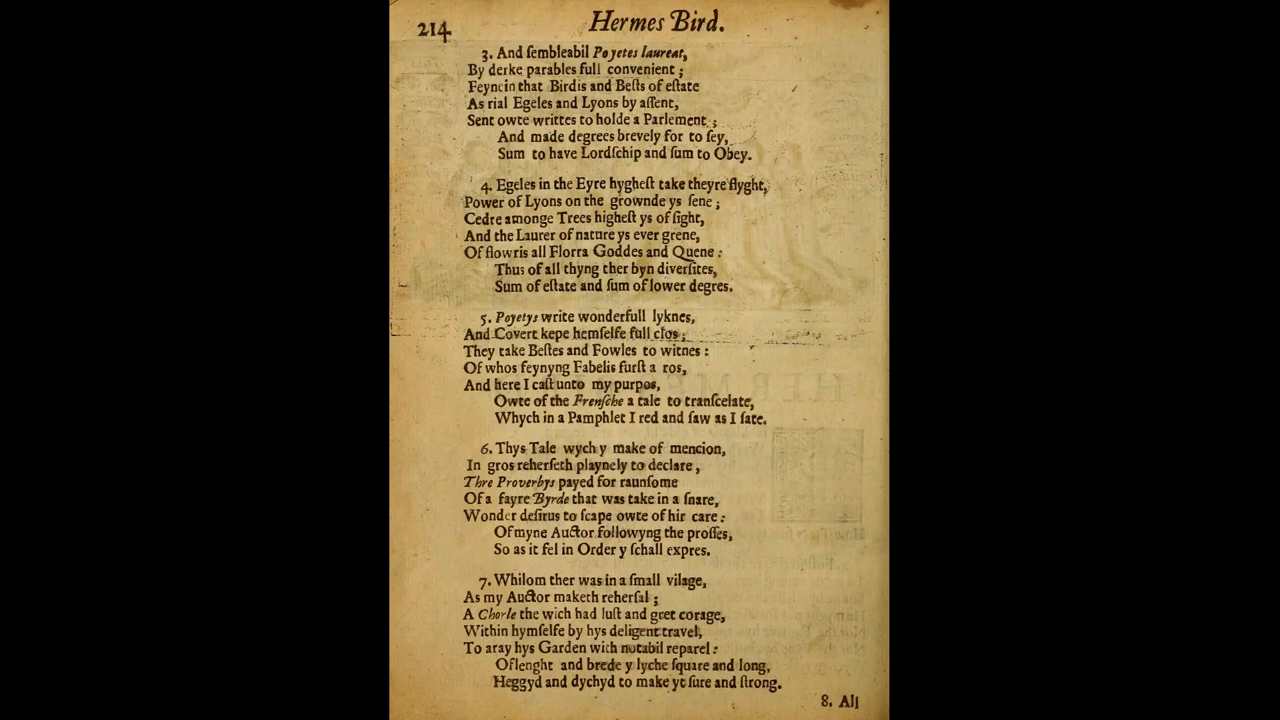 214
Hermes Bird.
3. And ſembleabil Poyetes laureat,
By derke parables full convenient ;
Feynein that Birdis and Beſts of eſtate
As rial Egeles and Lyons by aſſent,
Sent owte writtes to holde a Parlement ;
And made degrees brevely for to ſey,
Sum to have Lordſchip and ſum to Obey.
4. Egeles in the Eyre hygheſt take theyre flyght,
Power of Lyons on the grownde ys ſene ;
Cedre amonge Trees higheſt ys of ſight,
And the Laurer of nature ys ever grene,
Of flowris all Florra Goddes and Quene :
Thus of all thyng ther byn diverſites,
Sum of eſtate and ſum of lower degres.
5. Poyetys write wonderfull lyknes,
And Covert kepe hemſelfe full clos ;
They take Beſtes and Fowles to witnes :
Of whos feynyng Fabelis furſt a ros,
And here I caſt unto my purpos,
Owte of the Frenſche a tale to tranſcelate,
Whych in a Pamphlet I red and ſaw as I ſate.
6. Thys Tale wych y make of mencion,
In gros reherſeth playnely to declare ,
Thre Proverbys payed for raunſome
Of a fayre Byrde that was take in a ſnare,
Wonder deſirus to ſcape owte of hir care :
Of myne Auctor followyng the proſſes,
So as it fel in Order y ſchall expres.
7. Whilom ther was in a ſmall vilage,
As my Auctor maketh reherſal ;
A Chorle the wich had luſt and gret corage,
Within hymſelfe by hys deligent travel,
To aray hys Garden with notabil reparel :
Of lenght and brede y lyche ſquare and long,
Heggyd and dychyd to make yt ſure and ſtrong.
8. All